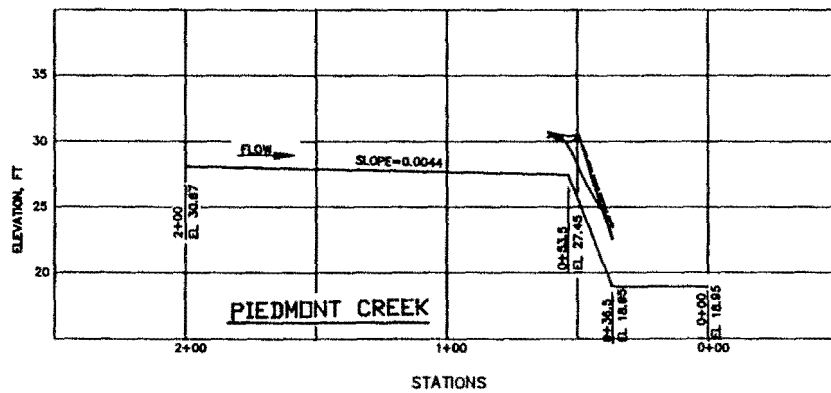 35
30
25
20
ELEVATION, FT
FLOW
SLOPE=0.0044
2+00
EL 30.67
0+53.5
EL 27.45
0+36.5
EL 18.95
0+00
EL 18.95
PIEDMONT CREEK
2+00
1+00
0+00
STATIONS